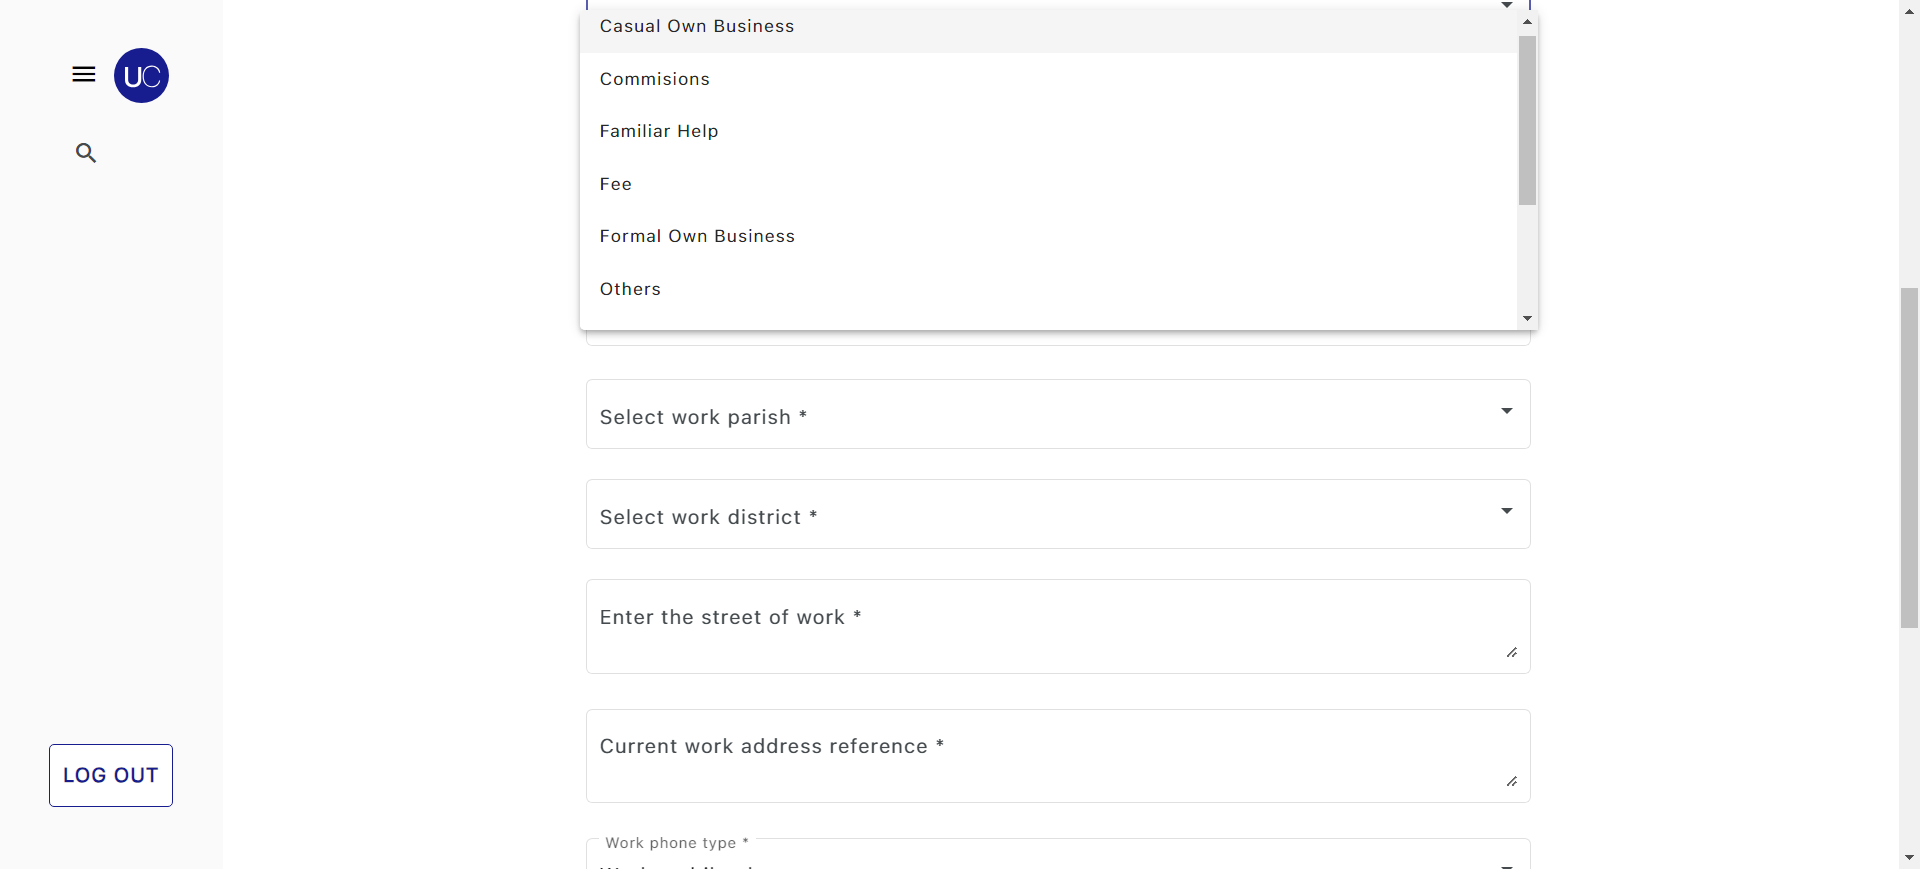 UC
Casual Own Business
Commisions
Familiar Help
Fee
Formal Own Business
Others
Select work parish *
Select work district *
Enter the street of work *
Current work address reference *
LOG OUT
Work phone type *